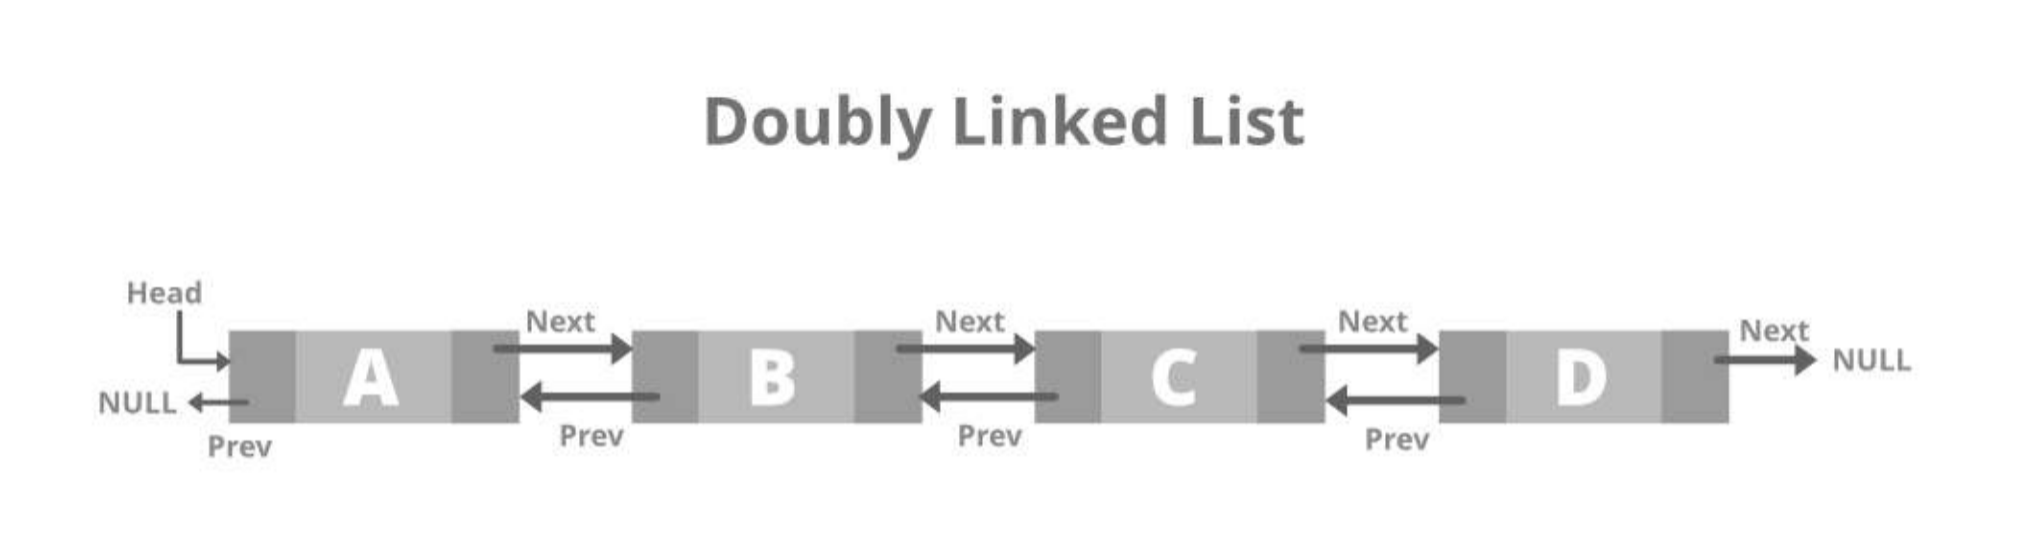 Doubly Linked List
Head
Next
Next
Next
Next
A
B
C
D
NULL
NULL
Prev
Prev
Prev
Prev